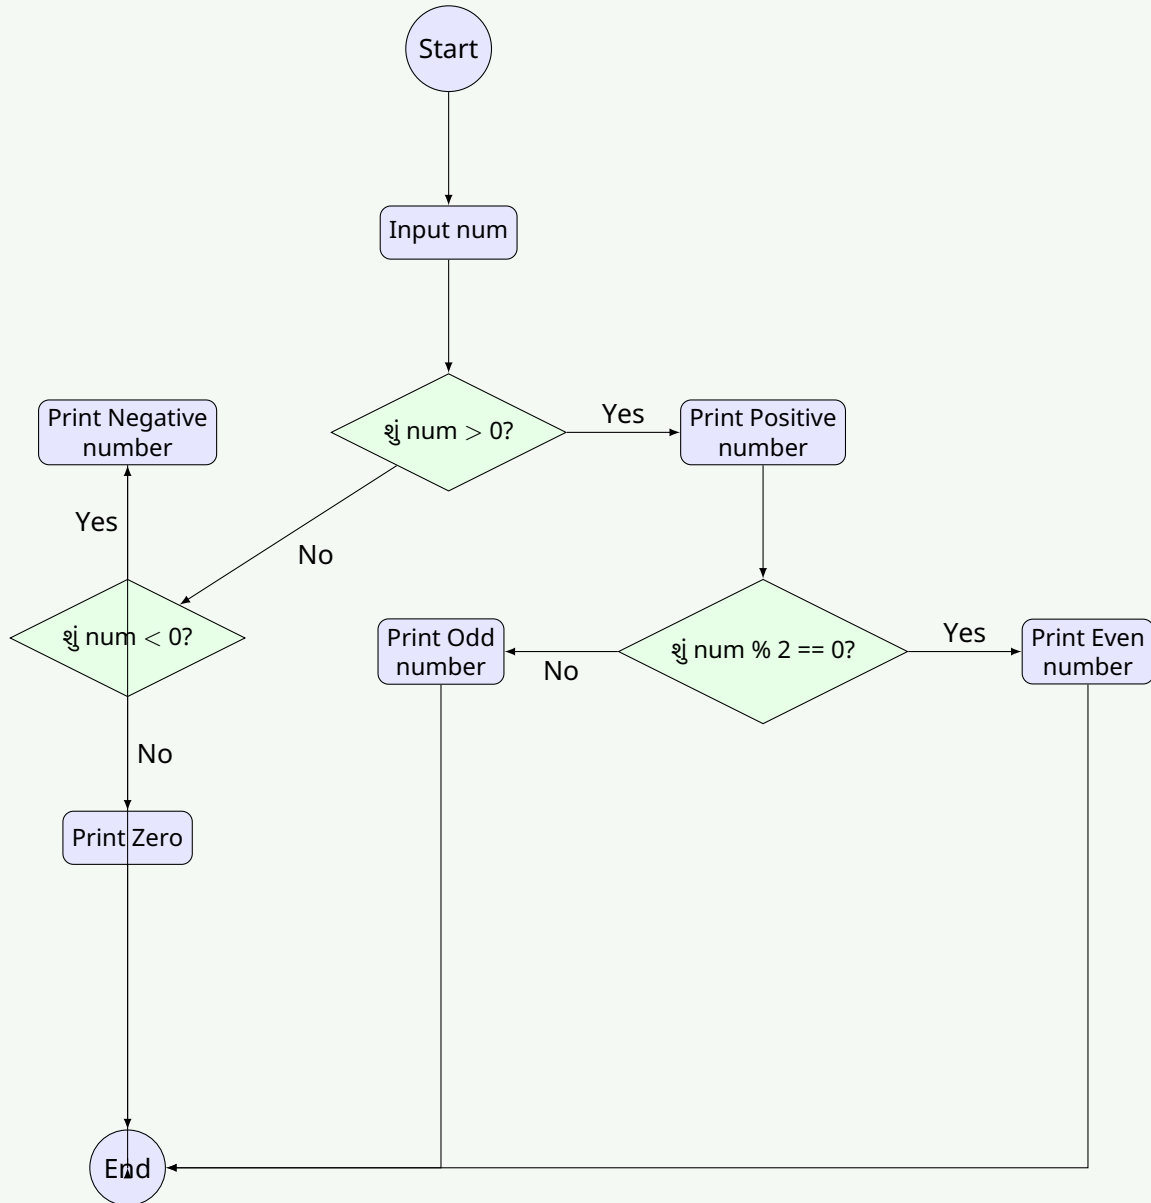 Start
Input num
શું num > 0?
Yes
Print Positive
number
Print Negative
number
Yes
No
શું num < 0?
Print Odd
number
No
શું num % 2 == 0?
Yes
Print Even
number
No
Print Zero
End